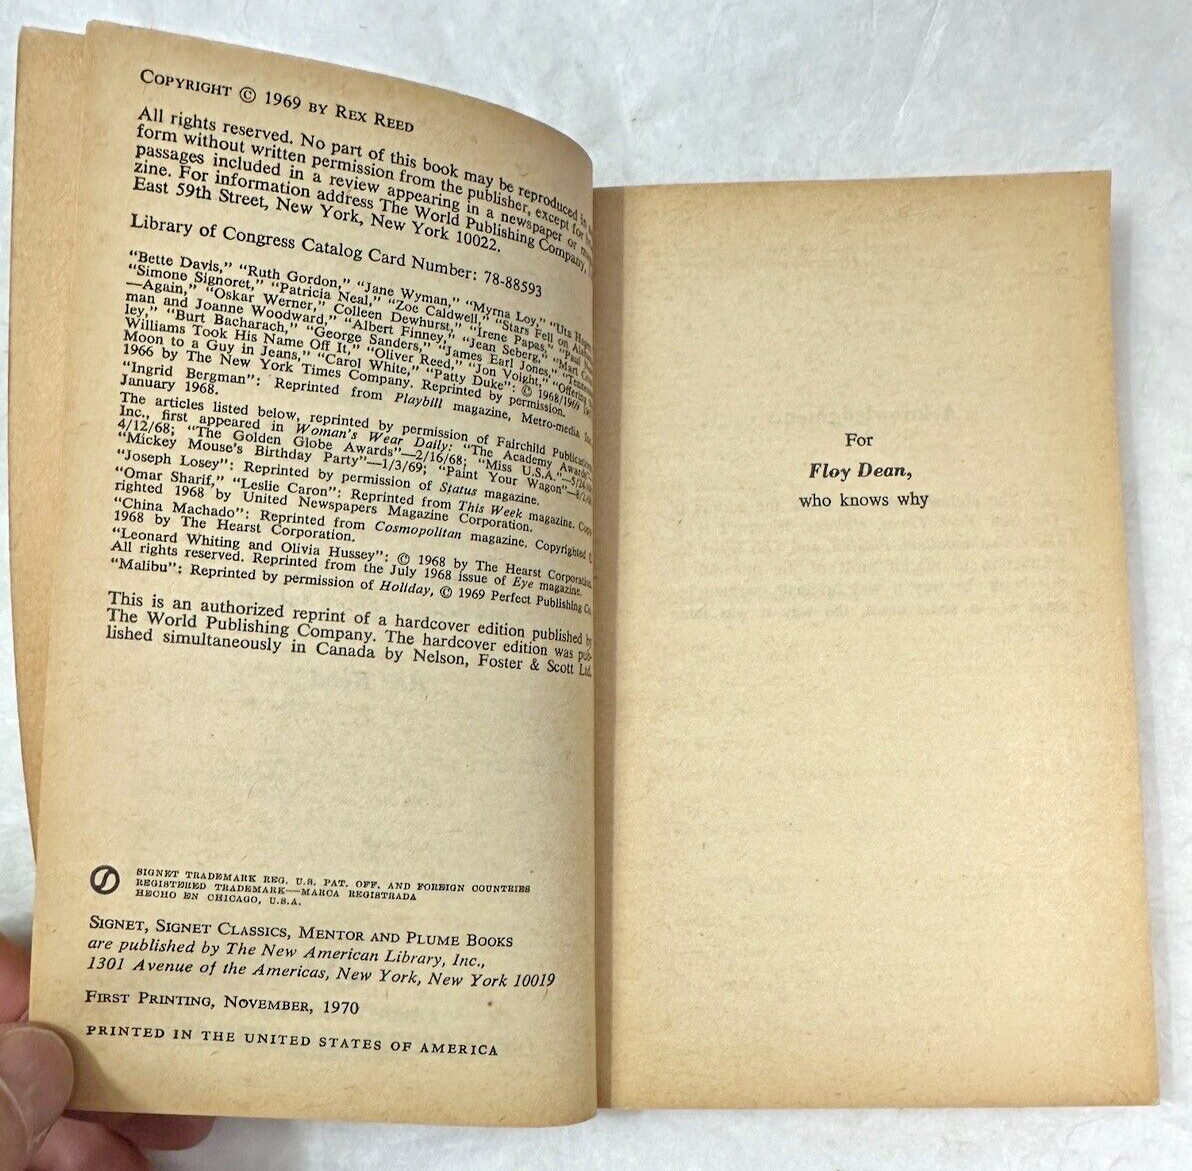 COPYRIGHT © 1969 BY REX REED
All rights reserved. No part of this book may be reproduced in
form without written permission from the publisher, except for
passages included in a review appearing in a newspaper or
zine. For information address The World Publishing Company,
East 59th Street, New York, New York 10022.
Library of Congress Catalog Card Number: 78-88593
"Bette Davis," "Ruth Gordon," "Jane Wyman," "Myrna Loy," "Uta
"Simone Signoret," "Patricia Neal," "Zoe Caldwell," "Stars Fell on
—Again," "Oskar Werner," Colleen Dewhurst," "Irene Papas," "Paul
man and Joanne Woodward," "Albert Finney," "Jean Seberg," "Mart
ley," "Burt Bacharach," "George Sanders," "James Earl Jones,"
Williams Took His Name Off It," "Oliver Reed," "Jon Voight," "Offering
Moon to a Guy in Jeans," "Carol White," "Patty Duke": © 1968/1969
1966 by The New York Times Company. Reprinted by permission.
"Ingrid Bergman": Reprinted from Playbill magazine, Metro-media
January 1968.
The articles listed below, reprinted by permission of Fairchild Publications
Inc., first appeared in Woman's Wear Daily: "The Academy Awards"
4/12/68; "The Golden Globe Awards"—2/16/68; "Miss U.S.A."
"Mickey Mouse's Birthday Party"—1/3/69; "Paint Your Wagon"
"Joseph Losey": Reprinted by permission of Status magazine.
"Omar Sharif," "Leslie Caron": Reprinted from This Week magazine.
righted 1968 by United Newspapers Magazine Corporation.
"China Machado": Reprinted from Cosmopolitan magazine. Copyrighted ©
1968 by The Hearst Corporation.
"Leonard Whiting and Olivia Hussey": © 1968 by The Hearst Corporation.
All rights reserved. Reprinted from the July 1968 issue of Eye magazine.
"Malibu": Reprinted by permission of Holiday, © 1969 Perfect Publishing Co.
This is an authorized reprint of a hardcover edition published by
The World Publishing Company. The hardcover edition was pub-
lished simultaneously in Canada by Nelson, Foster & Scott Ltd.
SIGNET TRADEMARK REG. U.S. PAT. OFF. AND FOREIGN COUNTRIES
REGISTERED TRADEMARK—MARCA REGISTRADA
HECHO EN CHICAGO, U.S.A.
SIGNET, SIGNET CLASSICS, MENTOR AND PLUME BOOKS
are published by The New American Library, Inc.,
1301 Avenue of the Americas, New York, New York 10019
FIRST PRINTING, NOVEMBER, 1970
PRINTED IN THE UNITED STATES OF AMERICA
For
Floy Dean,
who knows why